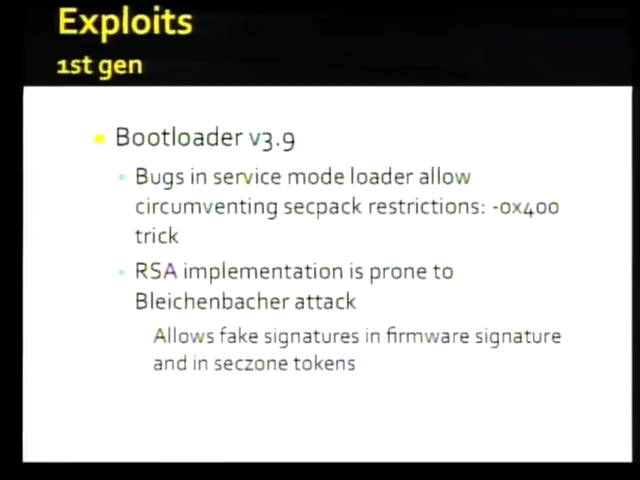 Exploits
1st gen
Bootloader v3.9
Bugs in service mode loader allow
circumventing secpack restrictions: -0x400
trick
RSA implementation is prone to
Bleichenbacher attack
Allows fake signatures in firmware signature
and in seczone tokens